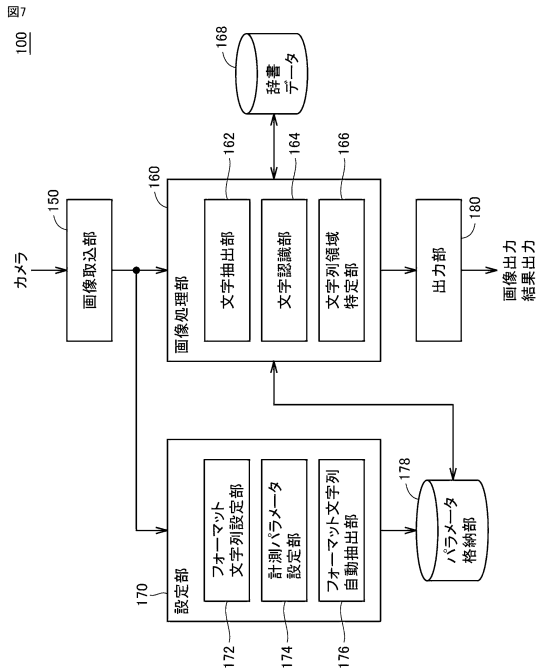 図7
100
カメラ
150
画像取込部
160
画像処理部
162
文字抽出部
164
文字認識部
166
文字列領域
特定部
168
辞書
データ
180
出力部
画像出力
結果出力
170
設定部
172
フォーマット
文字列設定部
174
計測パラメータ
設定部
176
フォーマット文字列
自動抽出部
178
パラメータ
格納部